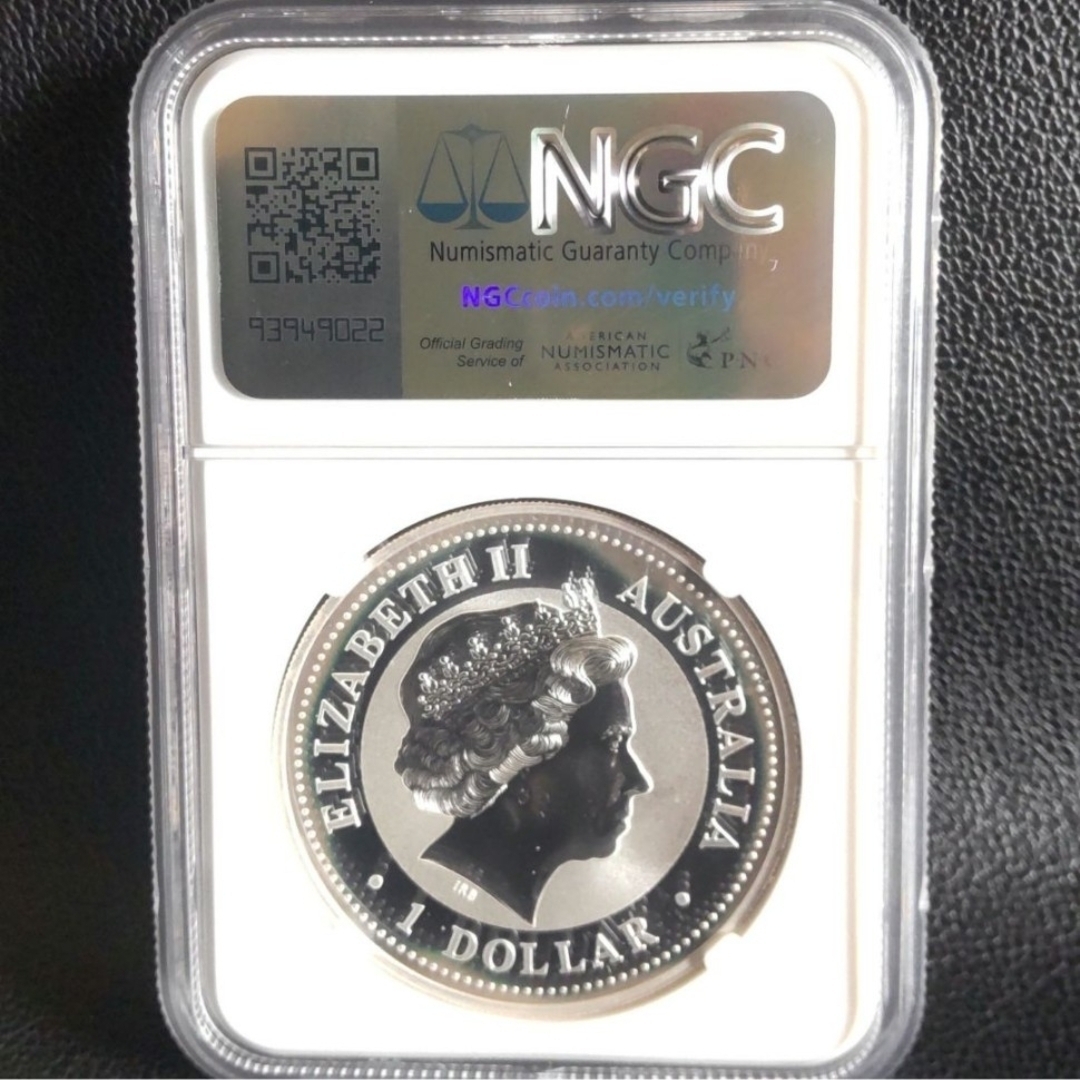 NGC
Numismatic Guaranty Company
NGCcoin.com/verify
93949022
Official Grading
Service of
AMERICAN
NUMISMATIC
ASSOCIATION
PNG
ELIZABETH II
AUSTRALIA
IRB
1 DOLLAR